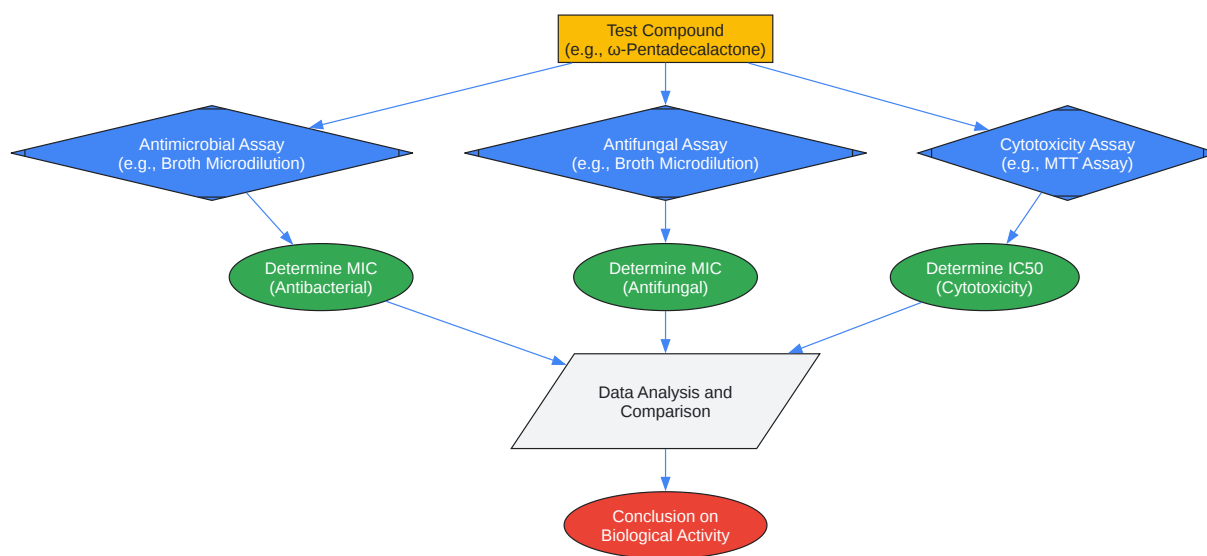 Test Compound
(e.g., ω-Pentadecalactone)
Antimicrobial Assay
(e.g., Broth Microdilution)
Antifungal Assay
(e.g., Broth Microdilution)
Cytotoxicity Assay
(e.g., MTT Assay)
Determine MIC
(Antibacterial)
Determine MIC
(Antifungal)
Determine IC50
(Cytotoxicity)
Data Analysis and
Comparison
Conclusion on
Biological Activity